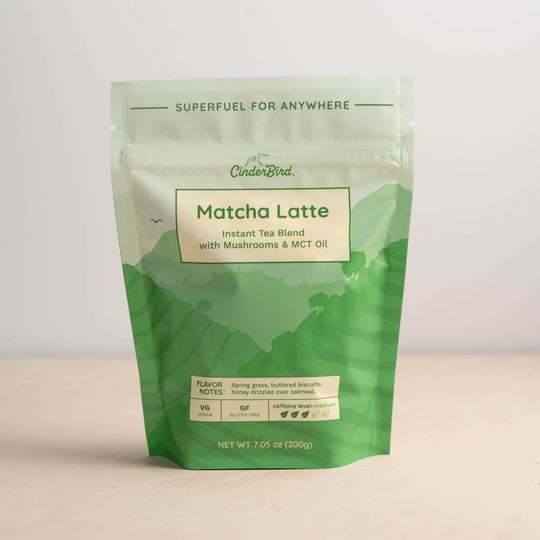 SUPERFUEL FOR ANYWHERE
CinderBird.
Matcha Latte
Instant Tea Blend
with Mushrooms & MCT Oil
FLAVOR NOTES:
Spring grass, buttered biscuits,
honey drizzled over oatmeal.
VG
VEGAN
GF
GLUTEN FREE
caffeine level: medium
NET WT 7.05 oz (200g)